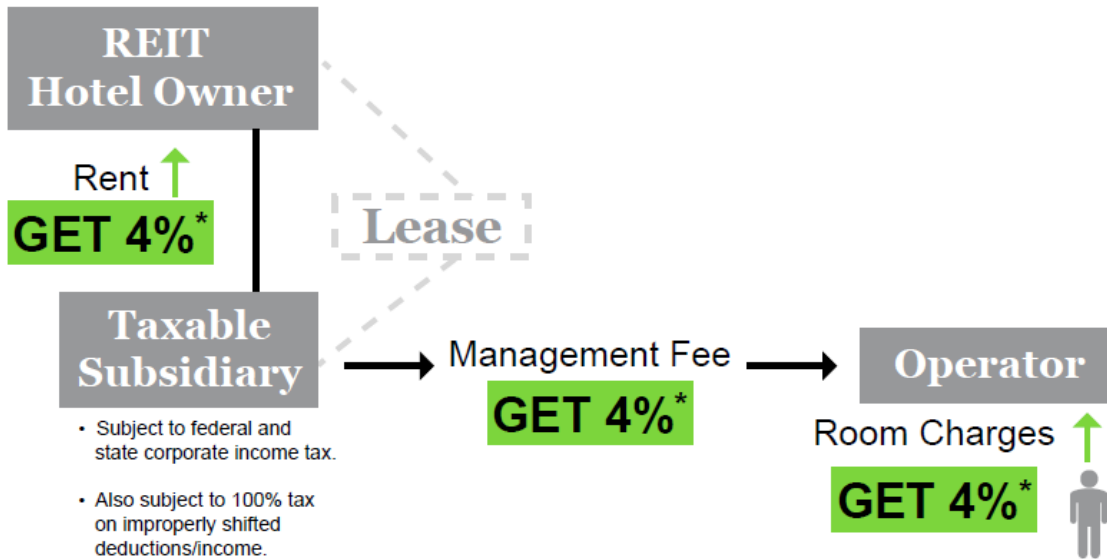 REIT
Hotel Owner
Rent
GET 4%*
Lease
Taxable
Subsidiary
Management Fee
GET 4%*
Operator
Room Charges
GET 4%*
• Subject to federal and
state corporate income tax.
• Also subject to 100% tax
on improperly shifted
deductions/income.